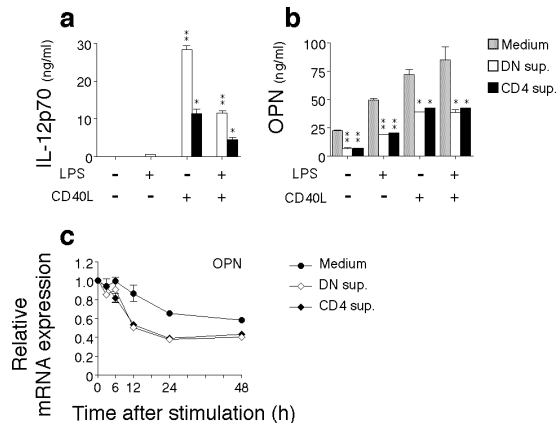 a
IL-12p70 (ng/ml)
30
20
10
0
* *
*
* *
*
LPS - + - +
CD40L - - + +
b
OPN (ng/ml)
100
75
50
25
0
* * * *
* * * *
* *
* *
LPS - + - +
CD40L - - + +
Medium
DN sup.
CD4 sup.
c
OPN
Relative
mRNA expression
1.2
1.0
0.8
0.6
0.4
0.2
0
0 6 12 24 48
Time after stimulation (h)
Medium
DN sup.
CD4 sup.